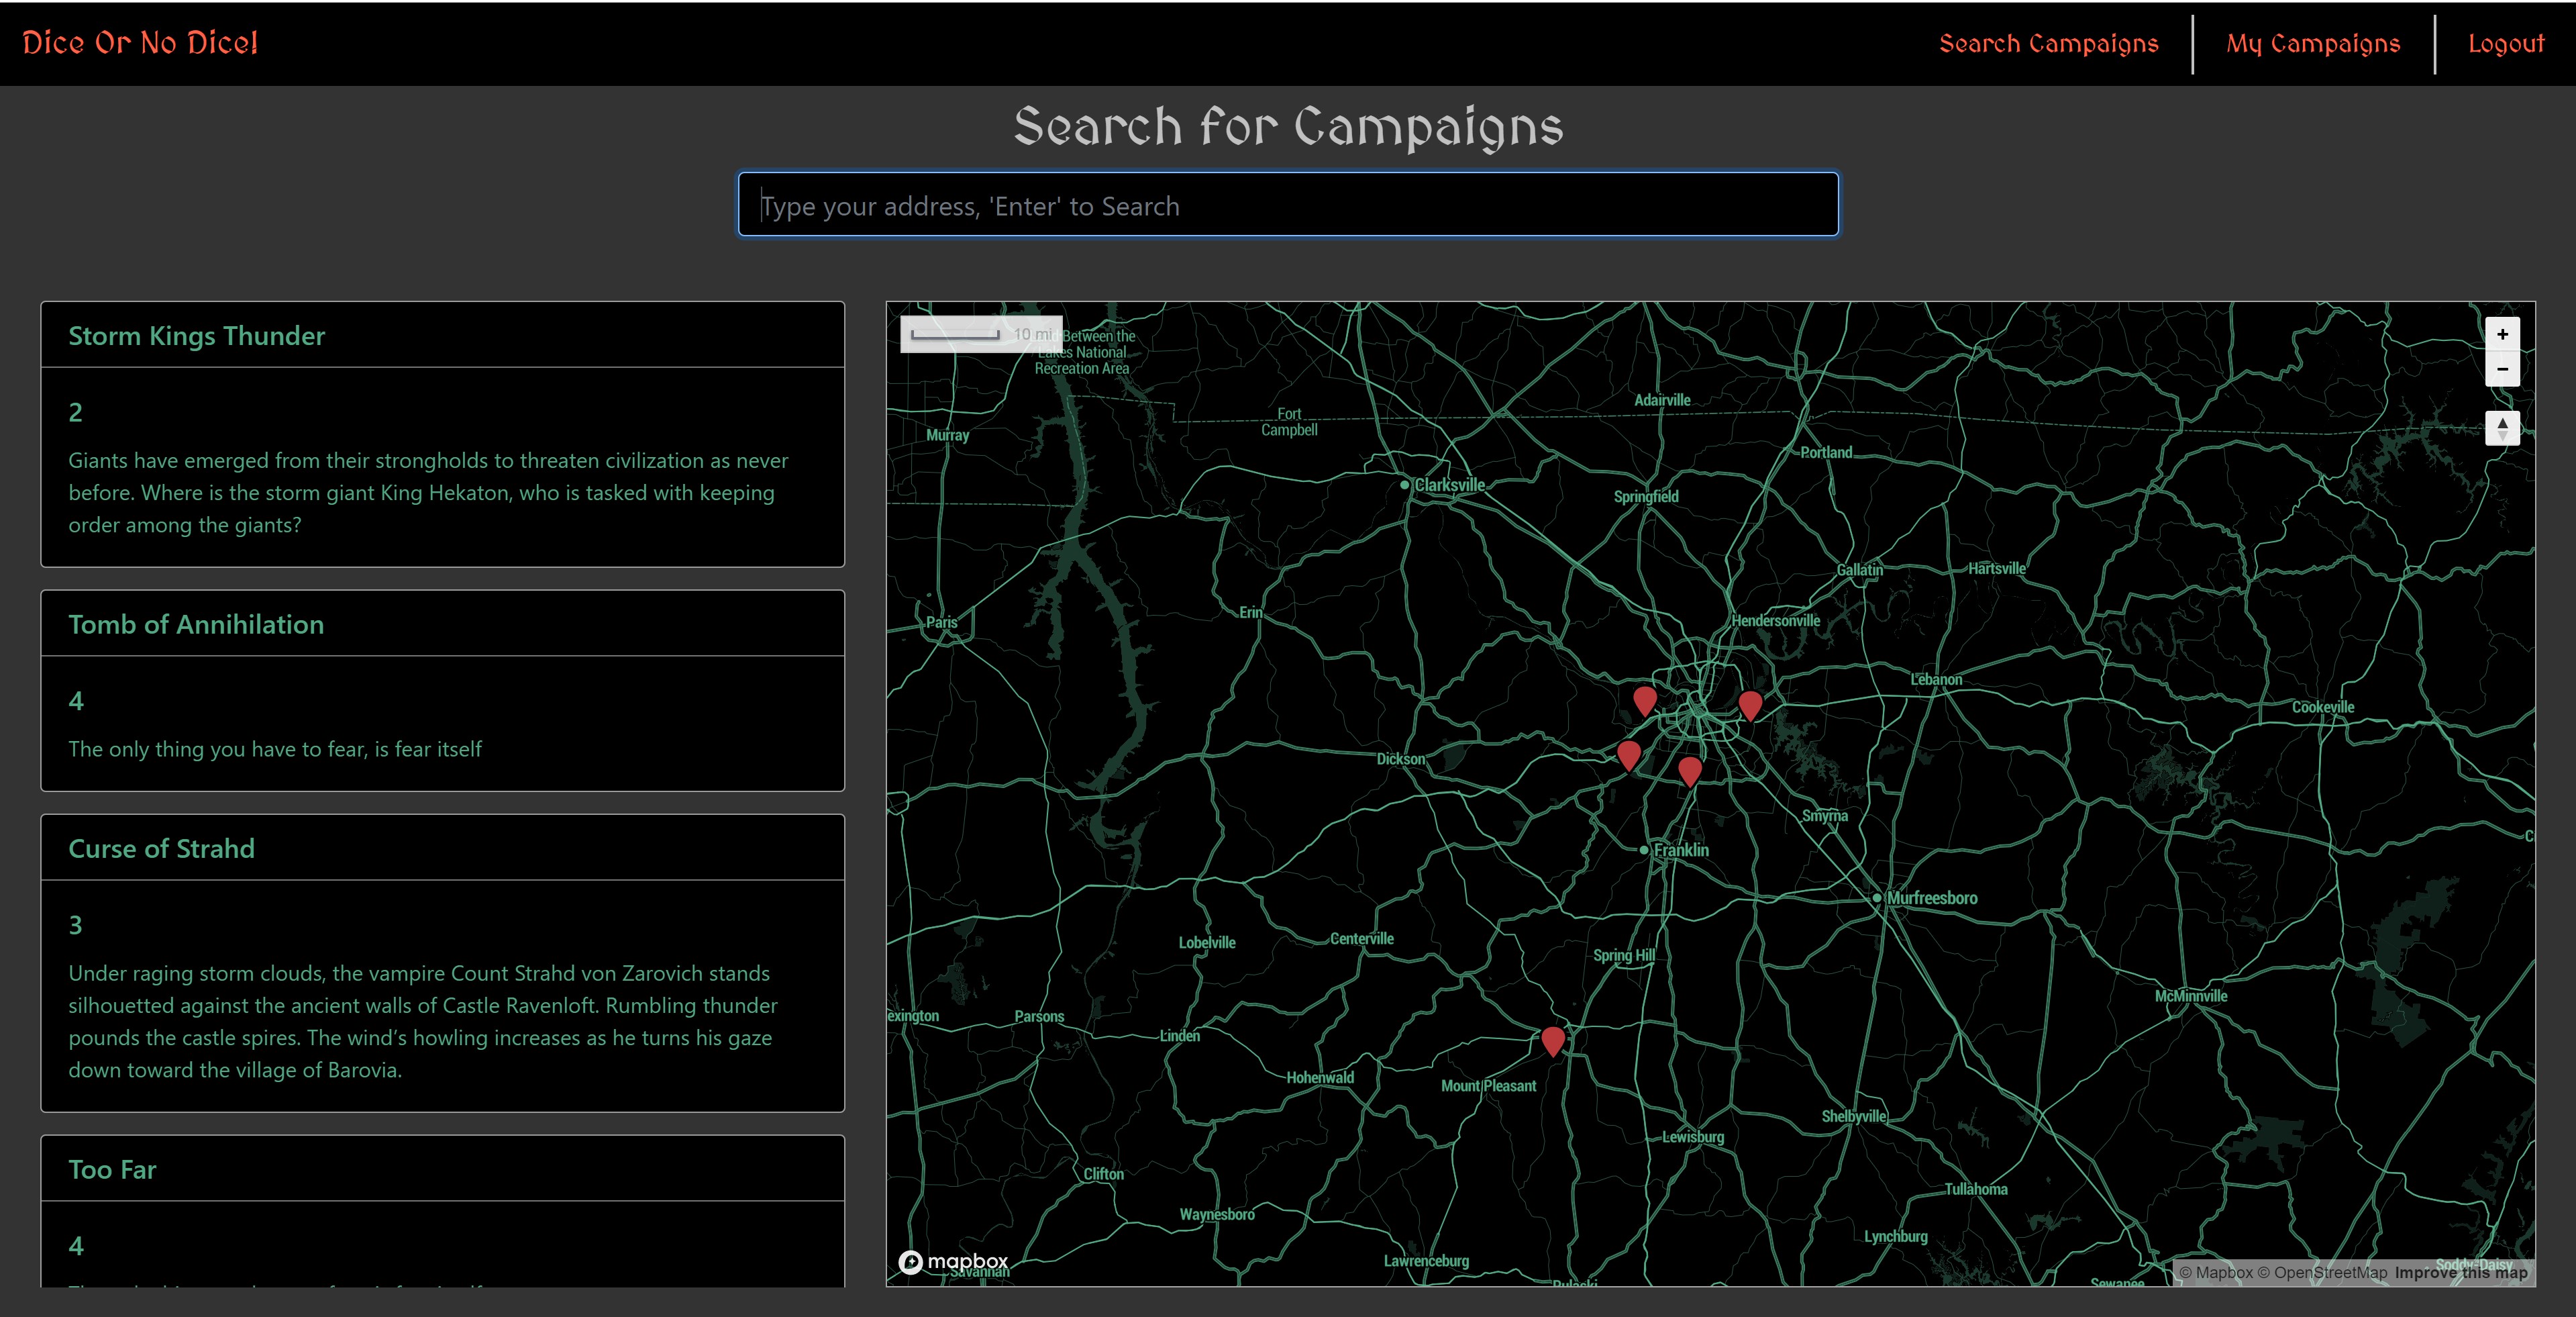 Dice Or No Dice!
Search Campaigns
My Campaigns
Logout
Search for Campaigns
Type your address, 'Enter' to Search
Storm Kings Thunder
2
Giants have emerged from their strongholds to threaten civilization as never
before. Where is the storm giant King Hekaton, who is tasked with keeping
order among the giants?
Tomb of Annihilation
4
The only thing you have to fear, is fear itself
Curse of Strahd
3
Under raging storm clouds, the vampire Count Strahd von Zarovich stands
silhouetted against the ancient walls of Castle Ravenloft. Rumbling thunder
pounds the castle spires. The wind’s howling increases as he turns his gaze
down toward the village of Barovia.
Too Far
4
10 mi
Between the
Lakes National
Recreation Area
+
−
Adairville
Fort
Campbell
Murray
Portland
Clarksville
Springfield
Gallatin
Hartsville
Erin
Paris
Hendersonville
Lebanon
Cookeville
Dickson
Smyrna
Franklin
Murfreesboro
Lobelville
Centerville
Spring Hill
McMinnville
exington
Parsons
Linden
Hohenwald
Mount Pleasant
Shelbyville
Lewisburg
Clifton
Tullahoma
Waynesboro
Lynchburg
Lawrenceburg
mapbox
Savannah
Pulaski
Sewanee
Soddy-Daisy
© Mapbox © OpenStreetMap Improve this map